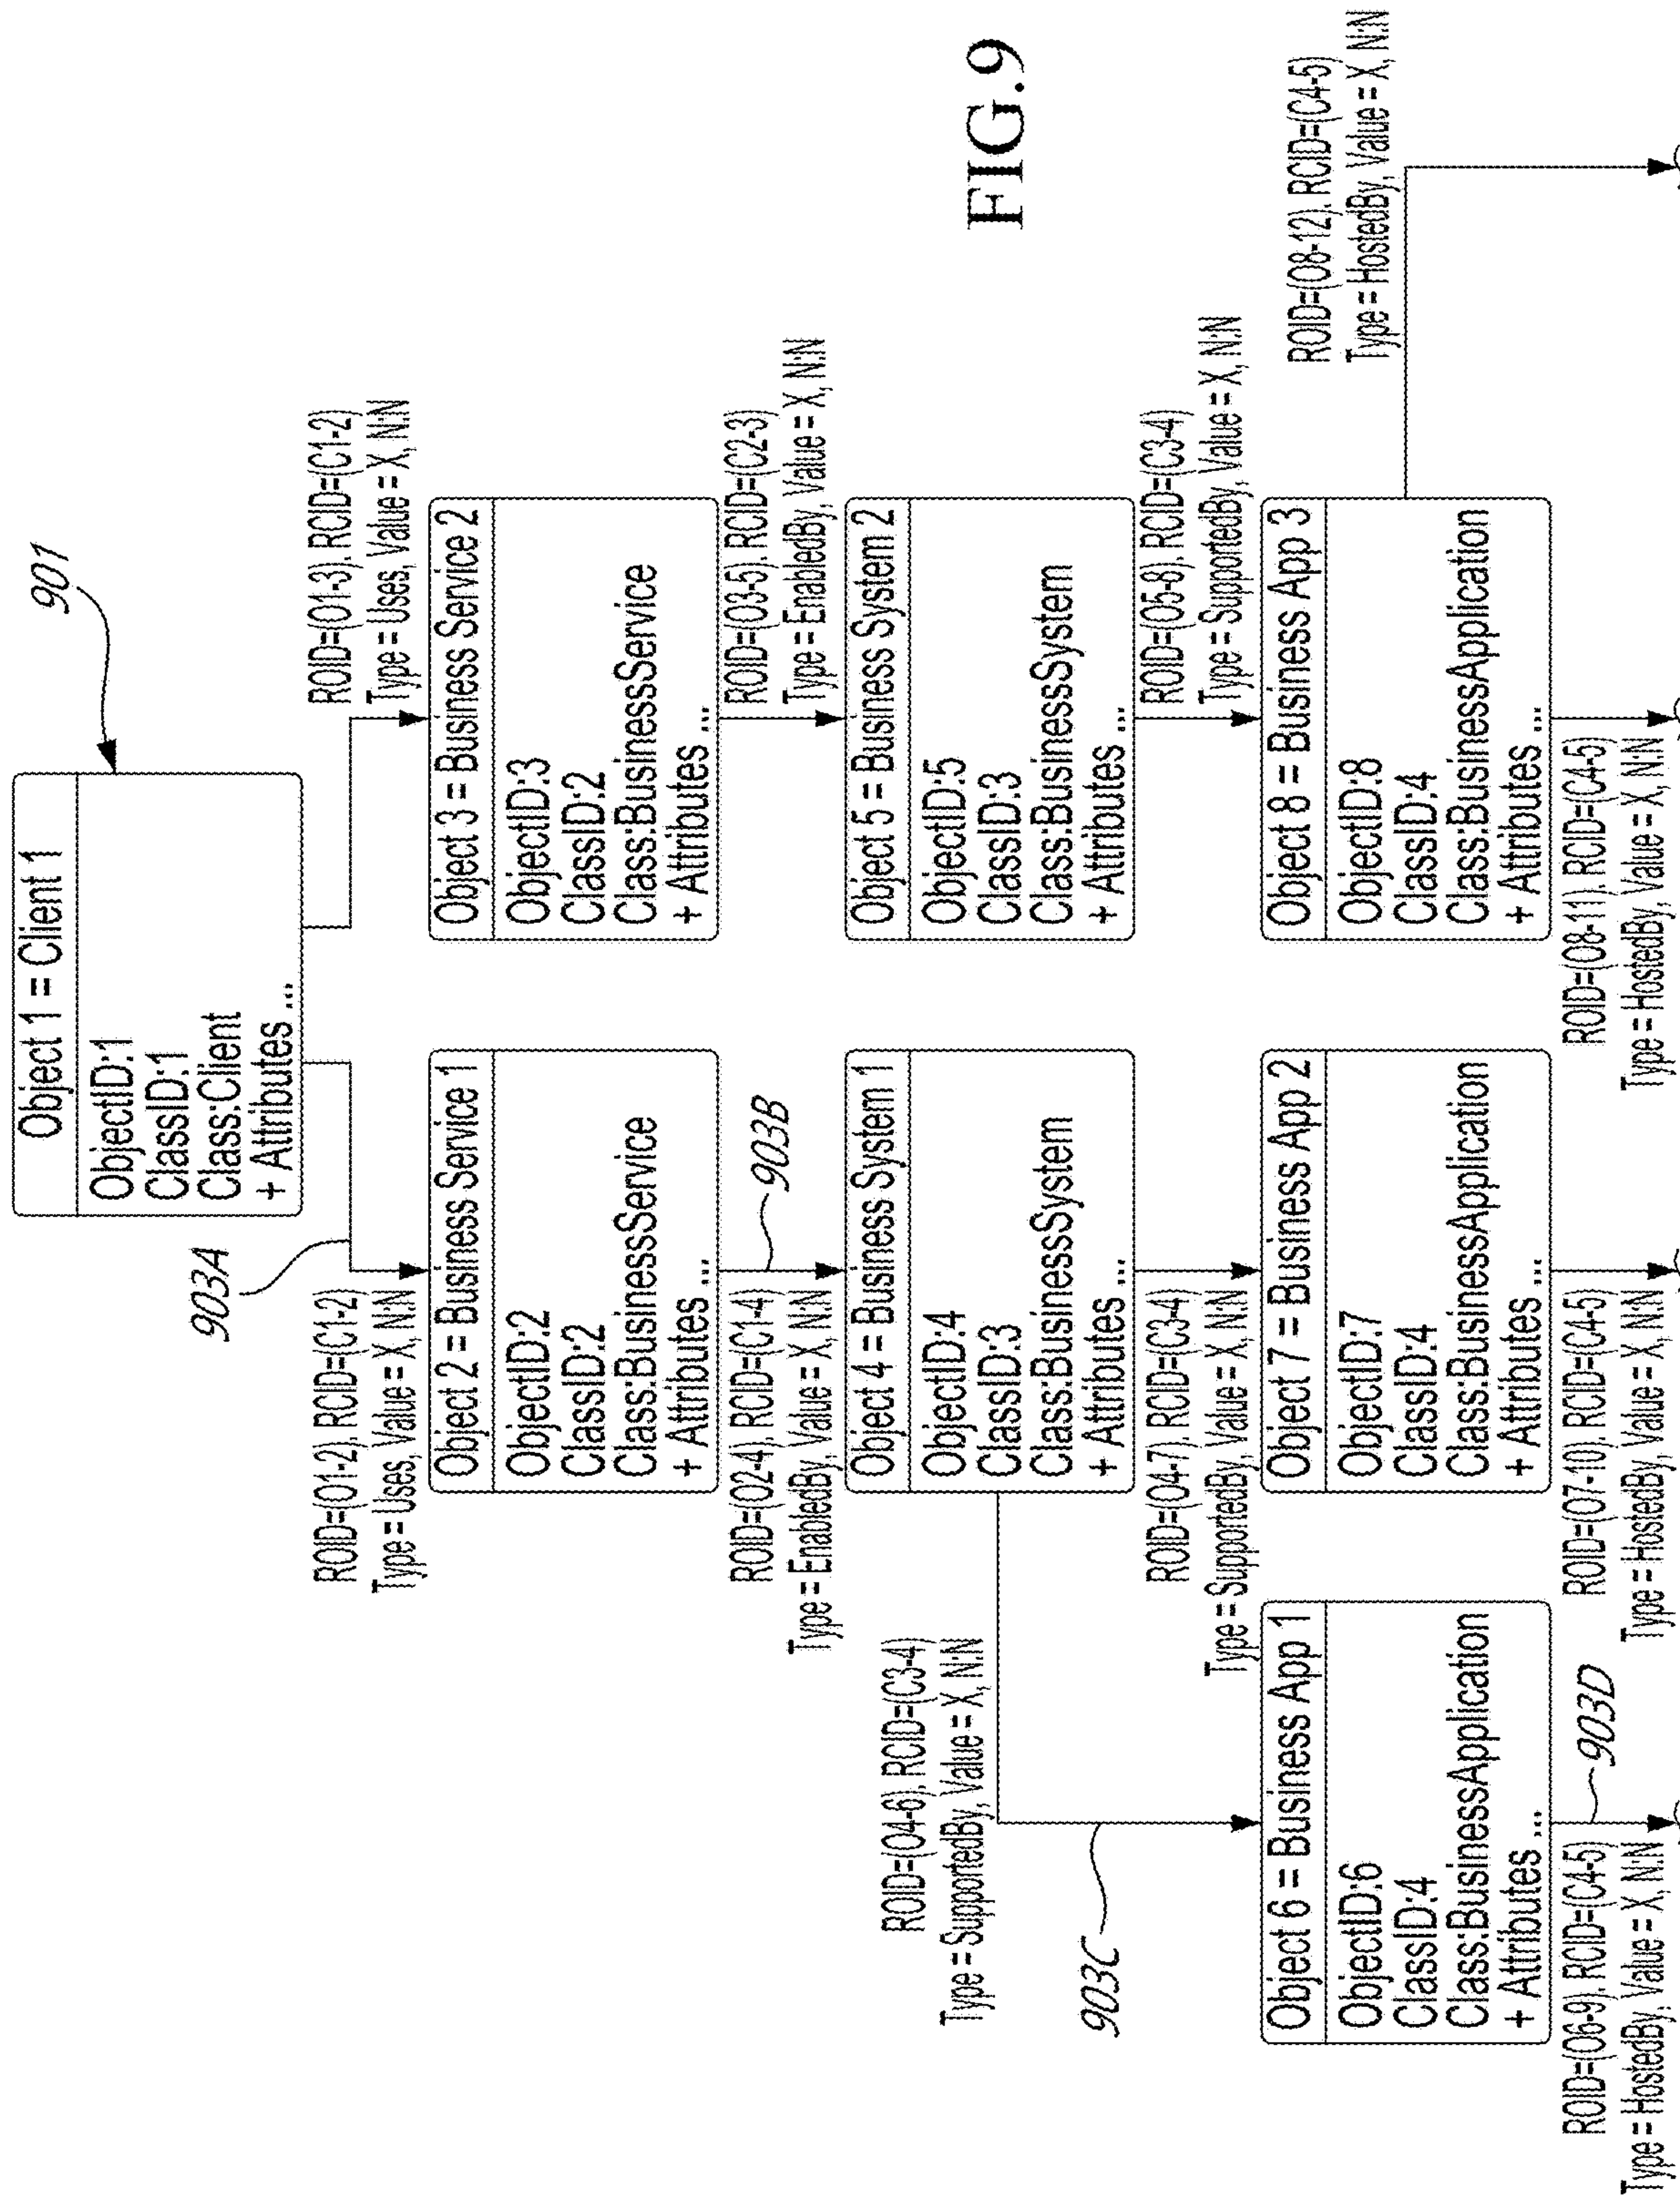 901
Object 1 = Client 1
ObjectID:1
ClassID:1
Class:Client
+ Attributes ...
903A
ROID=(O1-2), RCID=(C1-2)
Type = Uses, Value = X, N:N
ROID=(O1-3), RCID=(C1-2)
Type = Uses, Value = X, N:N
Object 2 = Business Service 1
ObjectID:2
ClassID:2
Class:BusinessService
+ Attributes ...
Object 3 = Business Service 2
ObjectID:3
ClassID:2
Class:BusinessService
+ Attributes ...
ROID=(O2-4), RCID=(C1-4)
Type = EnabledBy, Value = X, N:N
903B
ROID=(O3-5), RCID=(C2-3)
Type = EnabledBy, Value = X, N:N
Object 4 = Business System 1
ObjectID:4
ClassID:3
Class:BusinessSystem
+ Attributes ...
Object 5 = Business System 2
ObjectID:5
ClassID:3
Class:BusinessSystem
+ Attributes ...
FIG.9
ROID=(O4-6), RCID=(C3-4)
Type = SupportedBy, Value = X, N:N
903C
ROID=(O4-7), RCID=(C3-4)
Type = SupportedBy, Value = X, N:N
ROID=(O5-8), RCID=(C3-4)
Type = SupportedBy, Value = X, N:N
Object 6 = Business App 1
ObjectID:6
ClassID:4
Class:BusinessApplication
+ Attributes ...
Object 7 = Business App 2
ObjectID:7
ClassID:4
Class:BusinessApplication
+ Attributes ...
Object 8 = Business App 3
ObjectID:8
ClassID:4
Class:BusinessApplication
+ Attributes ...
ROID=(O8-12), RCID=(C4-5)
Type = HostedBy, Value = X, N:N
ROID=(O6-9), RCID=(C4-5)
Type = HostedBy, Value = X, N:N
903D
ROID=(O7-10), RCID=(C4-5)
Type = HostedBy, Value = X, N:N
ROID=(O8-11), RCID=(C4-5)
Type = HostedBy, Value = X, N:N